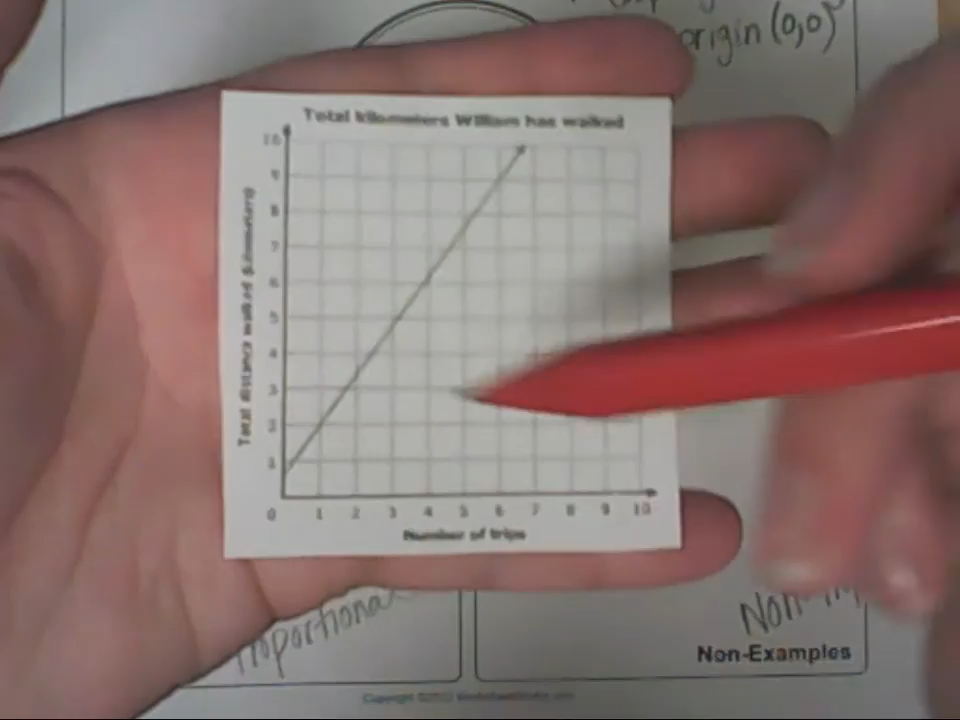 origin (0,0)
Total kilometers William has walked
Total distance walked (kilometers)
10
9
8
7
6
5
4
3
2
1
0 1 2 3 4 5 6 7 8 9 10
Number of trips
Proportional
Non-
Non-Examples